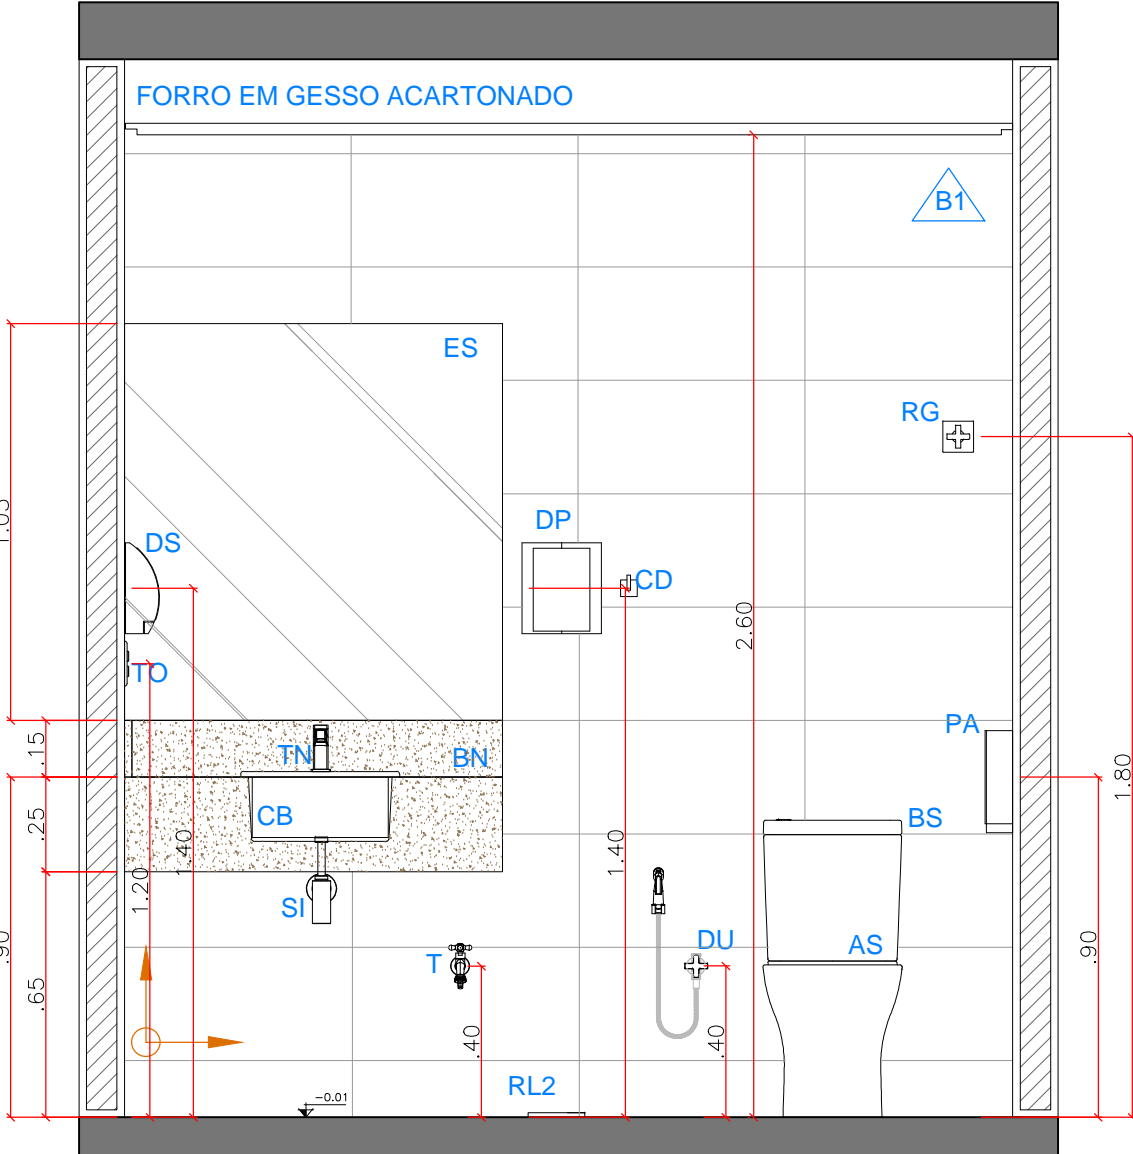 FORRO EM GESSO ACARTONADO
B1
ES
RG
DP
DS
CD
2.60
TO
PA
.15
TN
BN
1.80
CB
BS
.25
1.40
1.40
1.20
SI
DU
AS
T
.90
.65
.40
.40
RL2
-0.01